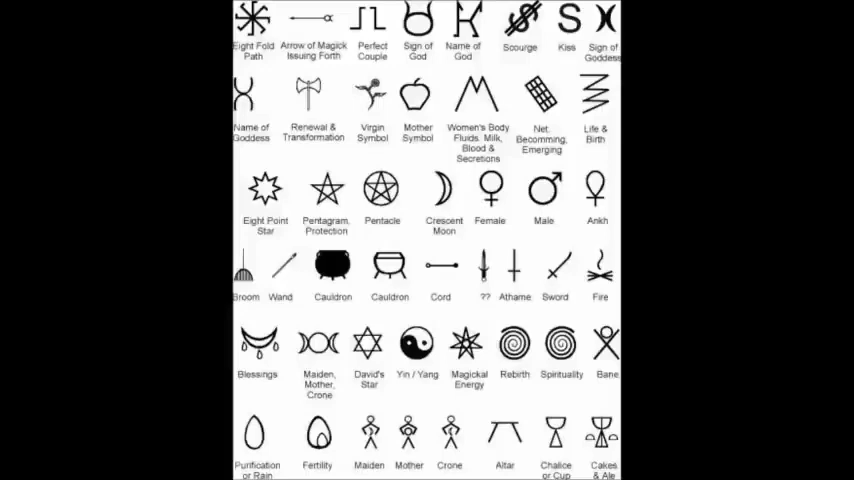 Eight Fold Path
Arrow of Magick Issuing Forth
Perfect Couple
Sign of God
Name of God
Scourge
Kiss
Sign of Goddess
Name of Goddess
Renewal & Transformation
Virgin Symbol
Mother Symbol
Women's Body Fluids. Milk, Blood & Secretions
Net. Becomming, Emerging
Life & Birth
Eight Point Star
Pentagram, Protection
Pentacle
Crescent Moon
Female
Male
Ankh
Broom
Wand
Cauldron
Cauldron
Cord
??
Athame
Sword
Fire
Blessings
Maiden, Mother, Crone
David's Star
Yin / Yang
Magickal Energy
Rebirth
Spirituality
Bane
Purification or Rain
Fertility
Maiden
Mother
Crone
Altar
Chalice or Cup
Cakes & Ale